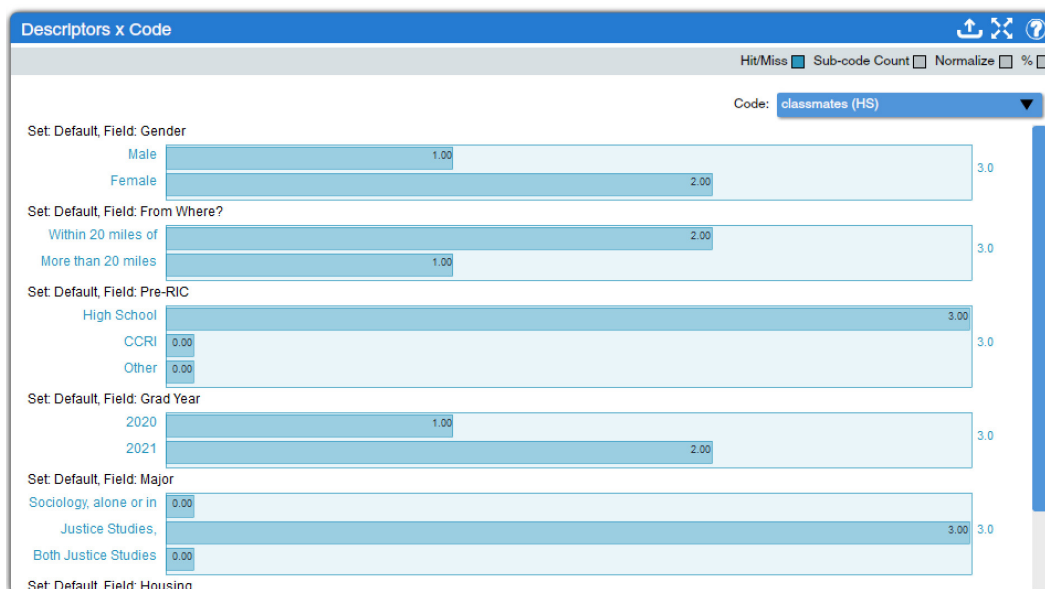 Descriptors x Code
Hit/Miss Sub-code Count Normalize %
Code: classmates (HS)
Set: Default, Field: Gender
Male 1.00
Female 2.00
3.0
Set: Default, Field: From Where?
Within 20 miles of 2.00
More than 20 miles 1.00
3.0
Set: Default, Field: Pre-RIC
High School 3.00
CCRI 0.00
3.0
Other 0.00
Set: Default, Field: Grad Year
2020 1.00
2021 2.00
3.0
Set: Default, Field: Major
Sociology, alone or in 0.00
Justice Studies, 3.00 3.0
Both Justice Studies 0.00
Set: Default, Field: Housing